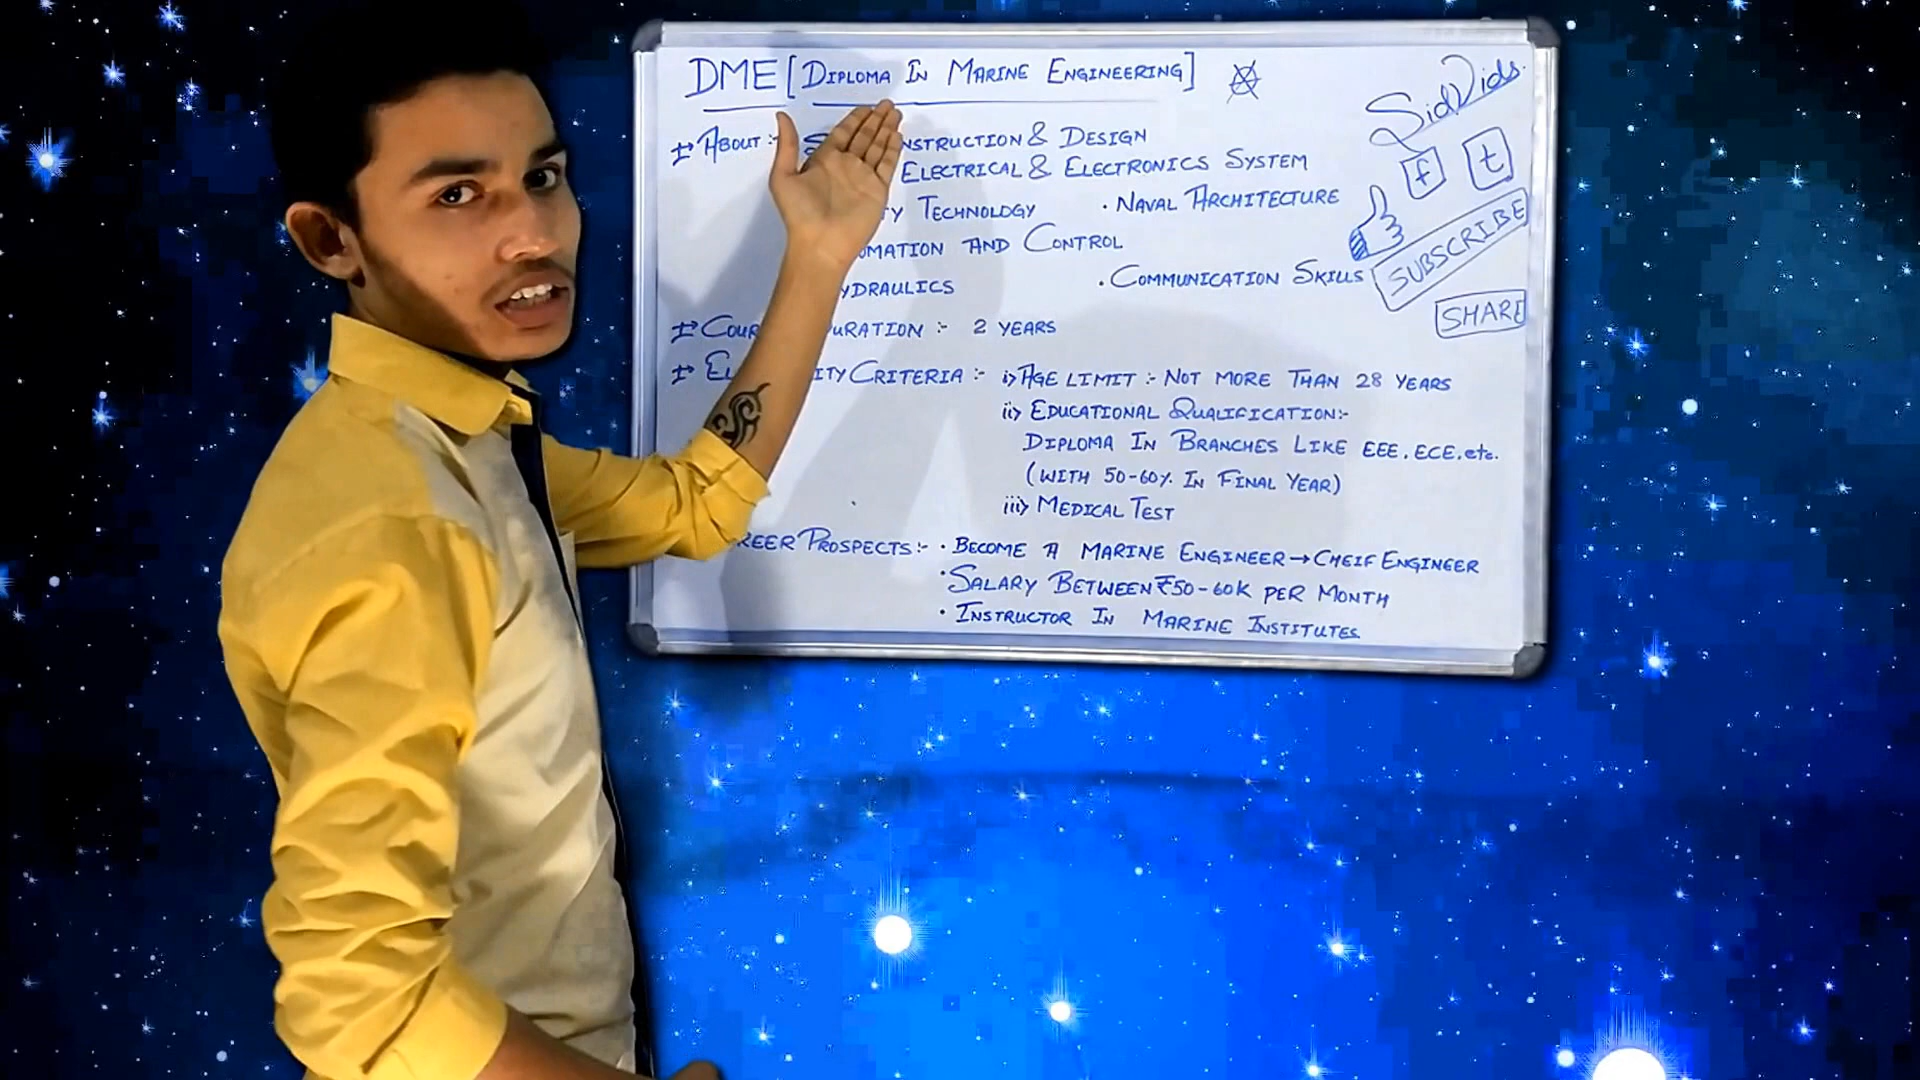 DME [DIPLOMA IN MARINE ENGINEERING]
SidVids.
f t
ABOUT :- NSTRUCTION & DESIGN
ELECTRICAL & ELECTRONICS SYSTEM
TY TECHNOLOGY • NAVAL ARCHITECTURE
OMATION AND CONTROL
SUBSCRIBE
YDRAULICS • COMMUNICATION SKILLS
SHARE
COUR URATION :- 2 YEARS
EL ITY CRITERIA :- i> AGE LIMIT :- NOT MORE THAN 28 YEARS
ii> EDUCATIONAL QUALIFICATION:-
DIPLOMA IN BRANCHES LIKE EEE, ECE, etc.
(WITH 50-60% IN FINAL YEAR)
iii> MEDICAL TEST
REER PROSPECTS:- • BECOME A MARINE ENGINEER → CHEIF ENGINEER
• SALARY BETWEEN ₹50-60K PER MONTH
• INSTRUCTOR IN MARINE INSTITUTES